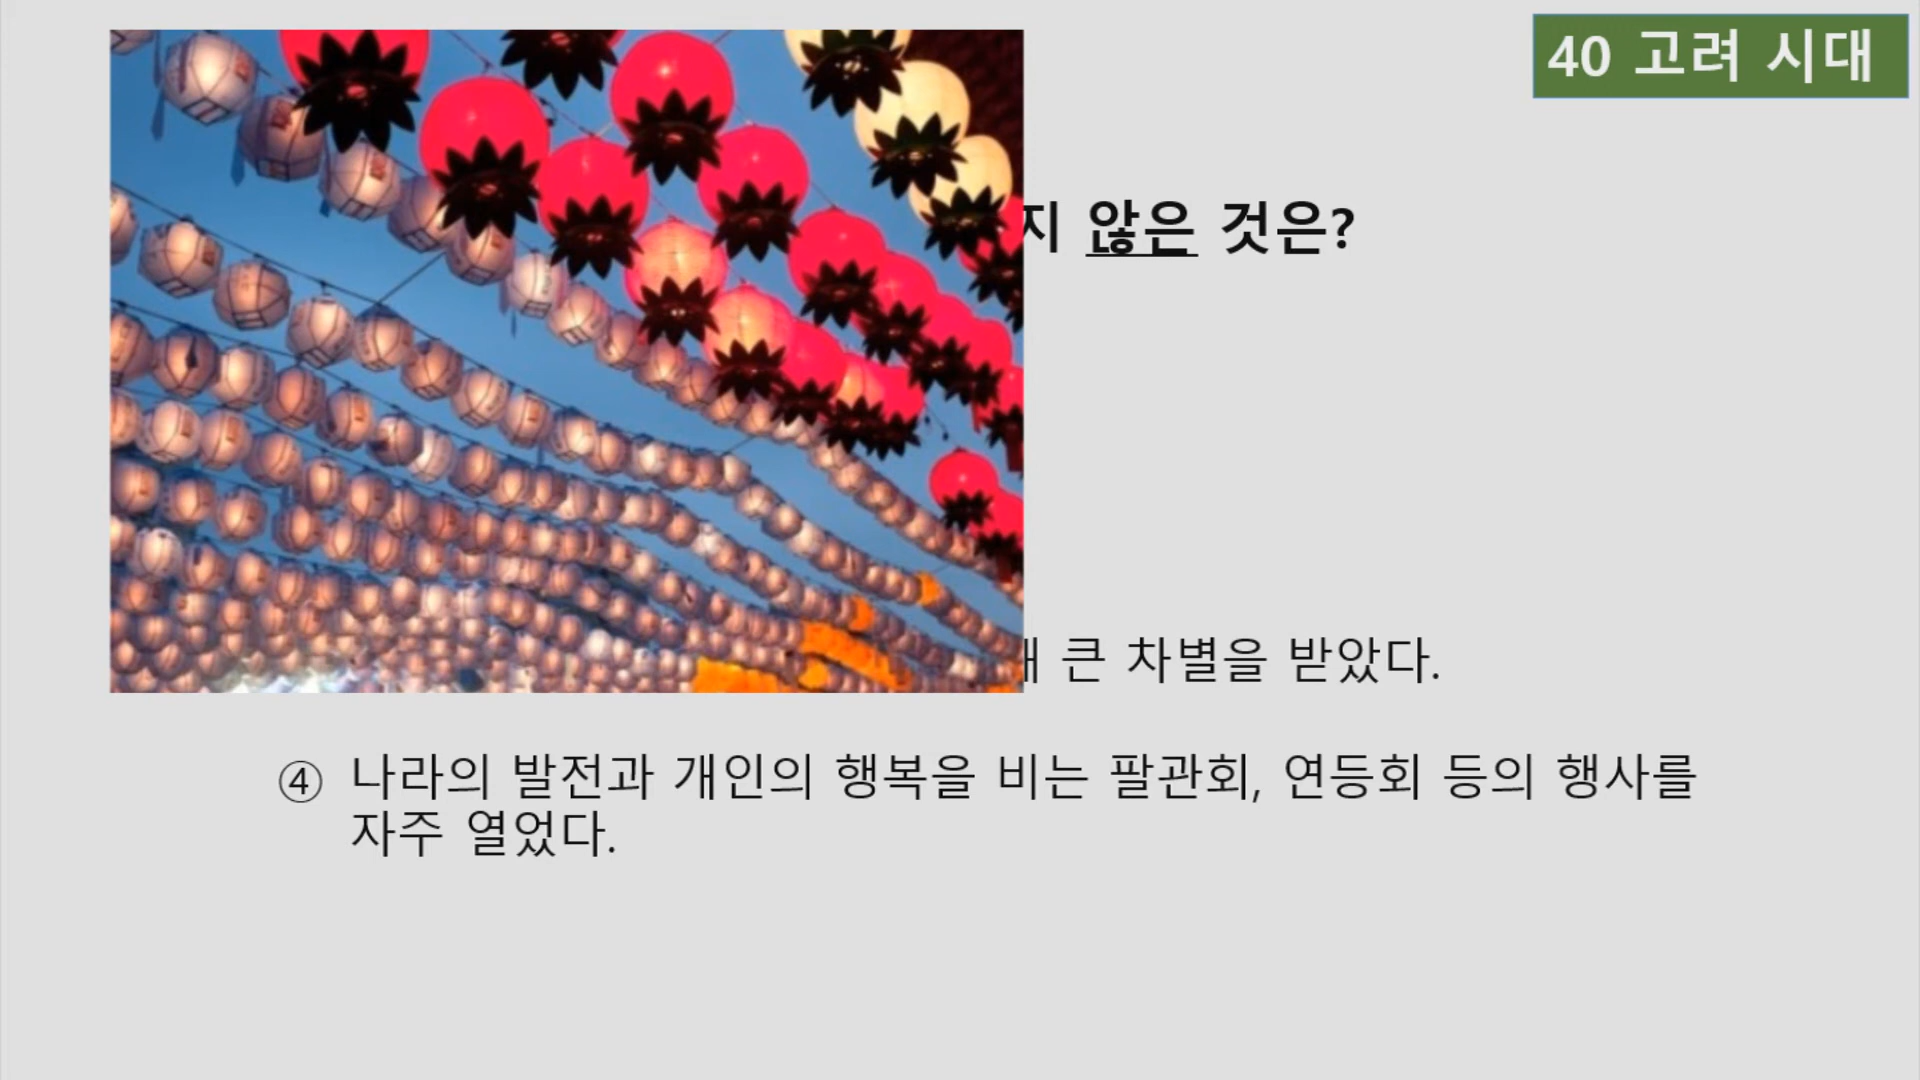 40 고려 시대
지 않은 것은?
큰 차별을 받았다.
④ 나라의 발전과 개인의 행복을 비는 팔관회, 연등회 등의 행사를
자주 열었다.